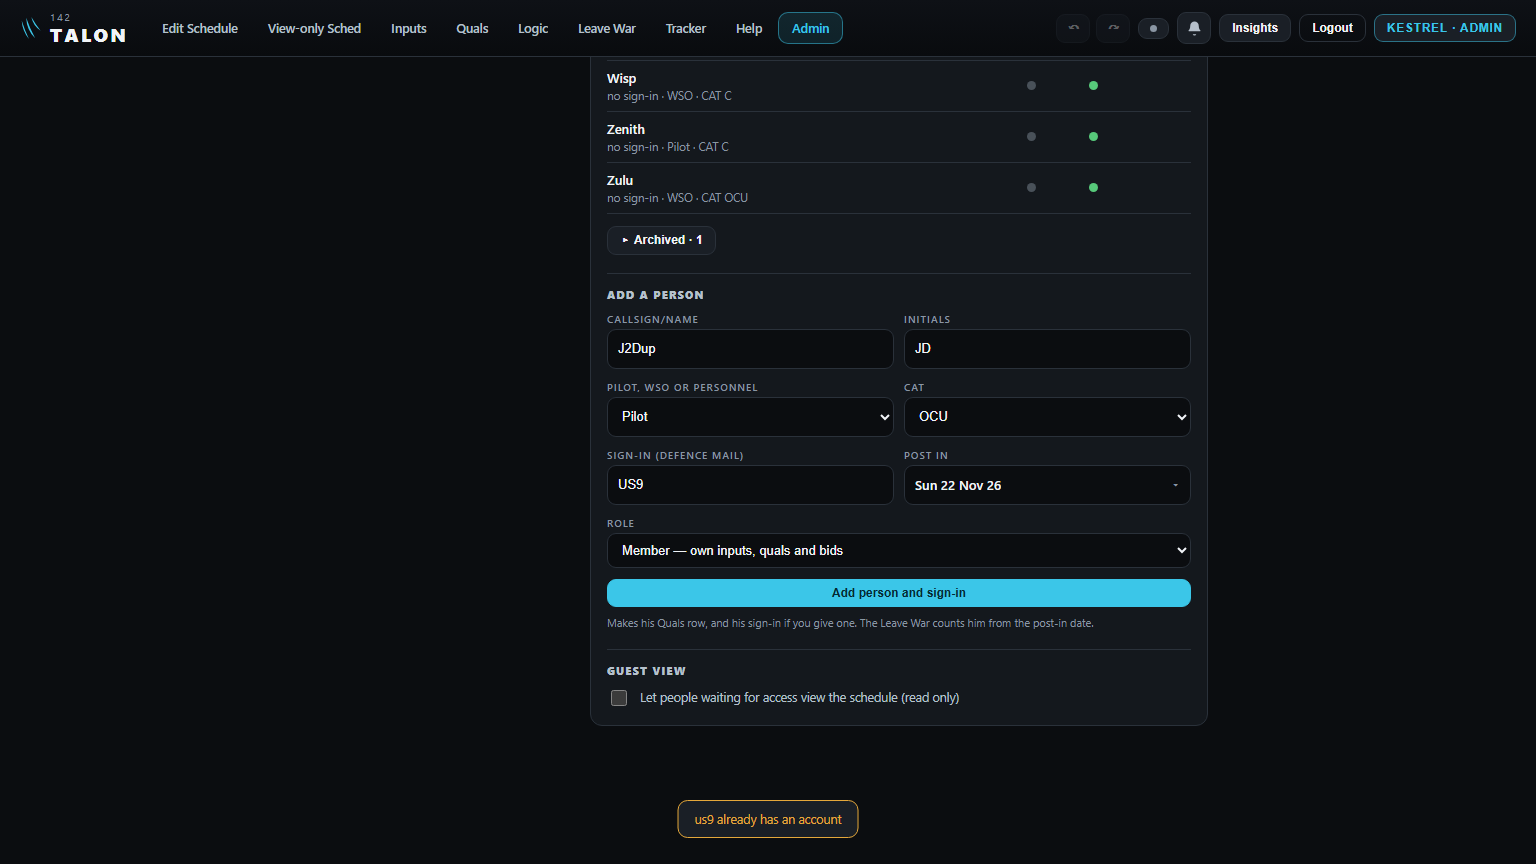 142
TALON
Edit Schedule
View-only Sched
Inputs
Quals
Logic
Leave War
Tracker
Help
Admin
Insights
Logout
KESTREL · ADMIN
Wisp
no sign-in · WSO · CAT C
Zenith
no sign-in · Pilot · CAT C
Zulu
no sign-in · WSO · CAT OCU
▸ Archived · 1
ADD A PERSON
CALLSIGN/NAME
INITIALS
J2Dup
JD
PILOT, WSO OR PERSONNEL
CAT
Pilot
OCU
SIGN-IN (DEFENCE MAIL)
POST IN
US9
Sun 22 Nov 26
ROLE
Member — own inputs, quals and bids
Add person and sign-in
Makes his Quals row, and his sign-in if you give one. The Leave War counts him from the post-in date.
GUEST VIEW
Let people waiting for access view the schedule (read only)
us9 already has an account